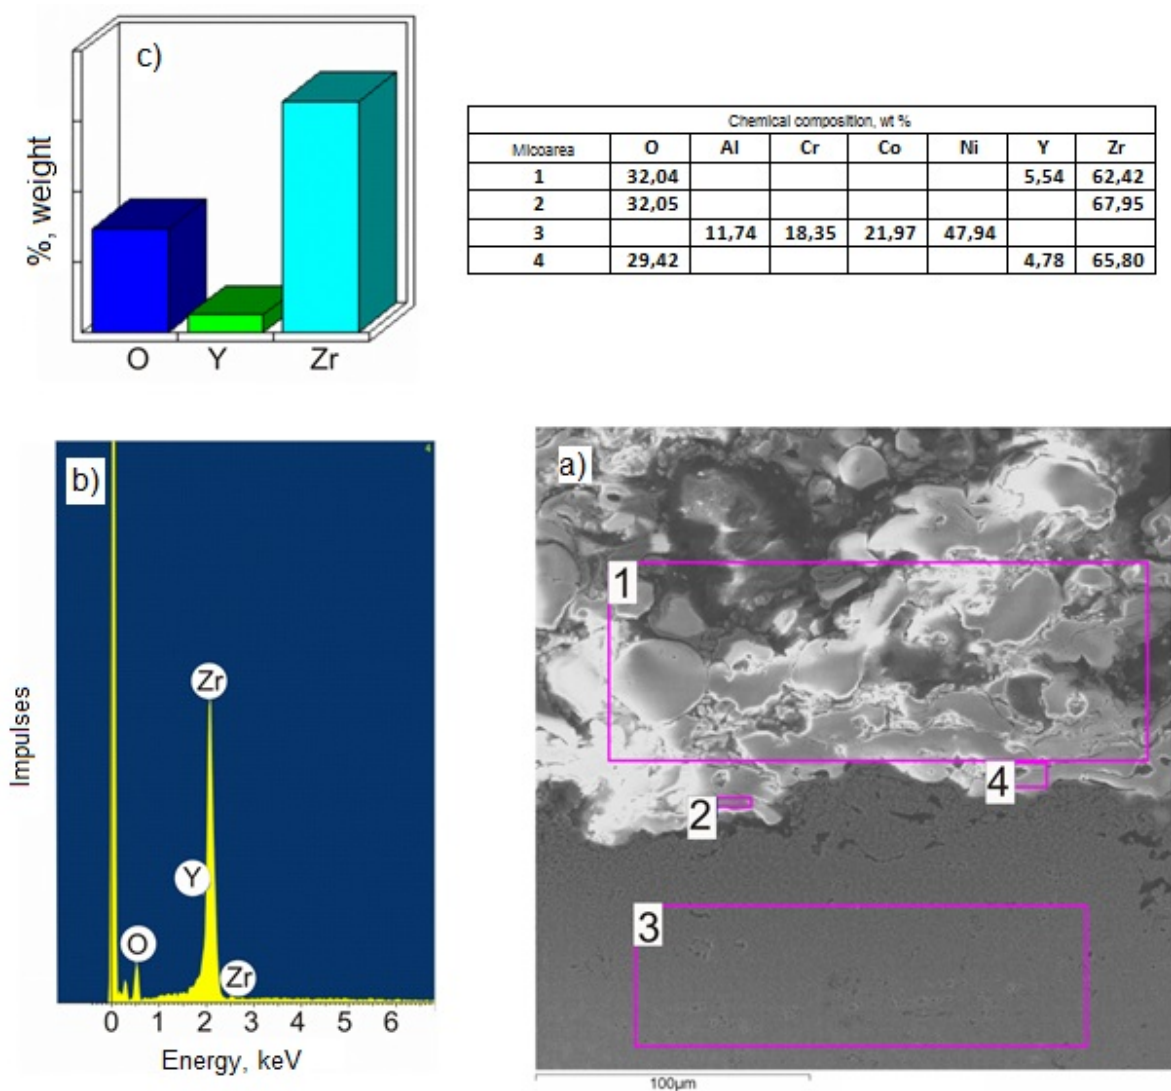 c)
%, weight
O Y Zr
Chemical composition, wt %
Micoarea O Al Cr Co Ni Y Zr
1 32,04 5,54 62,42
2 32,05 67,95
3 11,74 18,35 21,97 47,94
4 29,42 4,78 65,80
b)
4
Zr
Y
O
Zr
Impulses
0 1 2 3 4 5 6
Energy, keV
a)
1
4
2
3
100µm